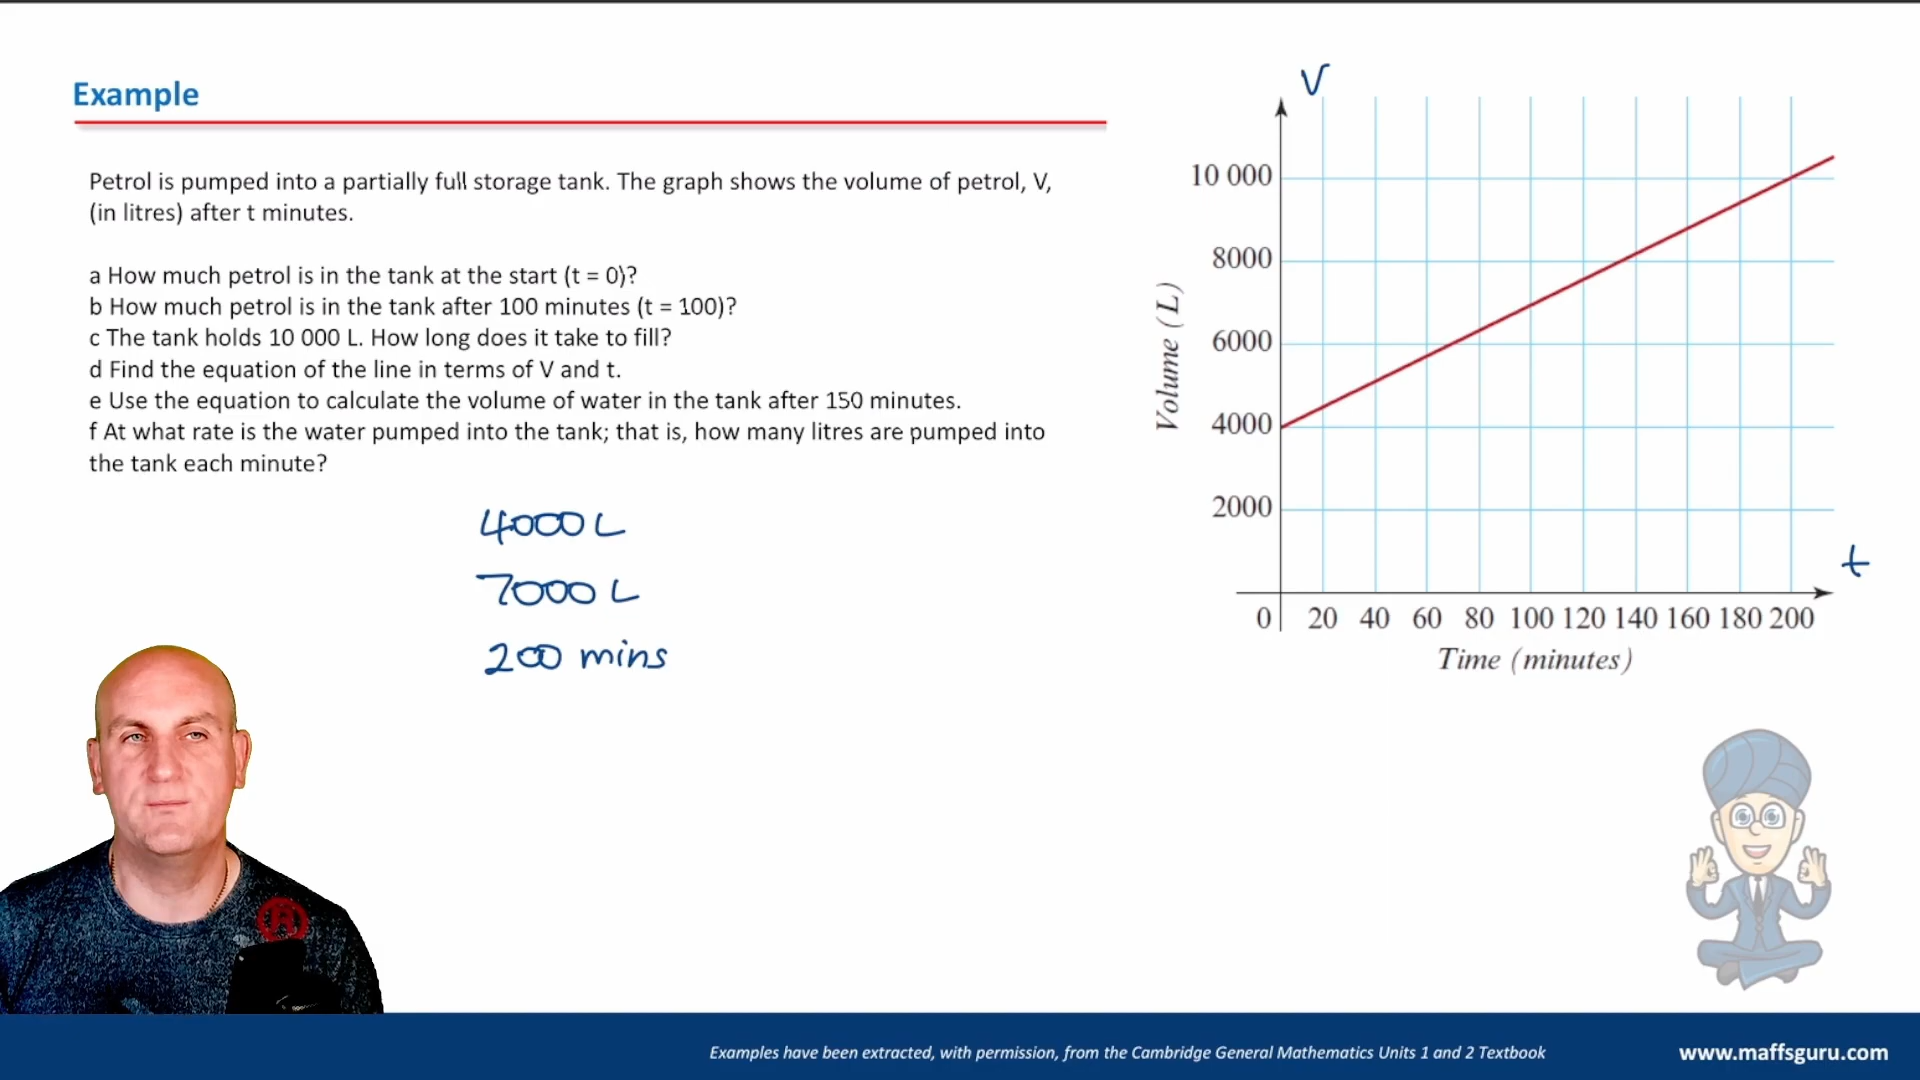 Example
Petrol is pumped into a partially full storage tank. The graph shows the volume of petrol, V,
(in litres) after t minutes.
a How much petrol is in the tank at the start (t = 0)?
b How much petrol is in the tank after 100 minutes (t = 100)?
c The tank holds 10 000 L. How long does it take to fill?
d Find the equation of the line in terms of V and t.
e Use the equation to calculate the volume of water in the tank after 150 minutes.
f At what rate is the water pumped into the tank; that is, how many litres are pumped into
the tank each minute?
4000 L
7000 L
200 mins
V
10 000
8000
6000
4000
2000
Volume (L)
t
0 20 40 60 80 100 120 140 160 180 200
Time (minutes)
R
Examples have been extracted, with permission, from the Cambridge General Mathematics Units 1 and 2 Textbook
www.maffsguru.com